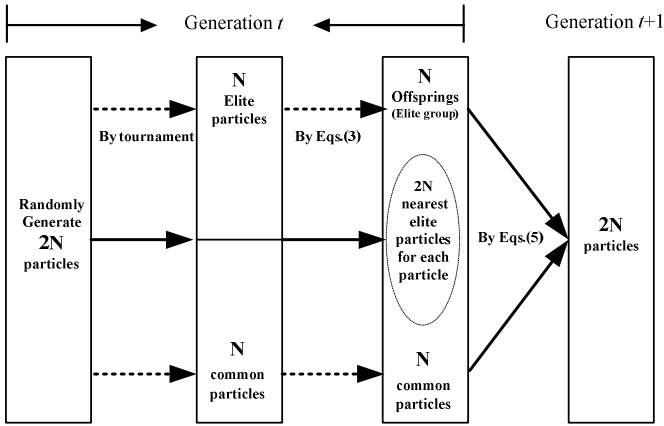 Generation t
Generation t+1
Randomly
Generate
2N
particles
By tournament
N
Elite
particles
N
common
particles
By Eqs.(3)
N
Offsprings
(Elite group)
2N
nearest
elite
particles
for each
particle
N
common
particles
By Eqs.(5)
2N
particles